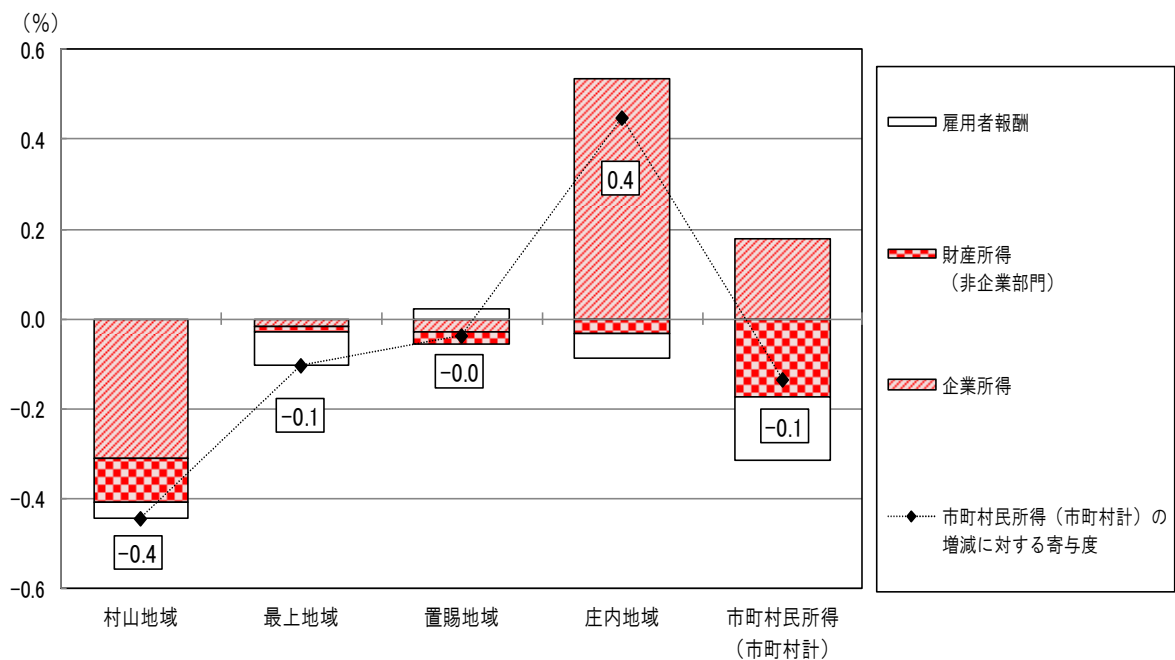 （%）
0.6
0.4
0.2
0.0
−0.2
−0.4
−0.6
−0.4
−0.1
−0.0
0.4
−0.1
村山地域
最上地域
置賜地域
庄内地域
市町村民所得
（市町村計）
雇用者報酬
財産所得
（非企業部門）
企業所得
市町村民所得（市町村計）の
増減に対する寄与度